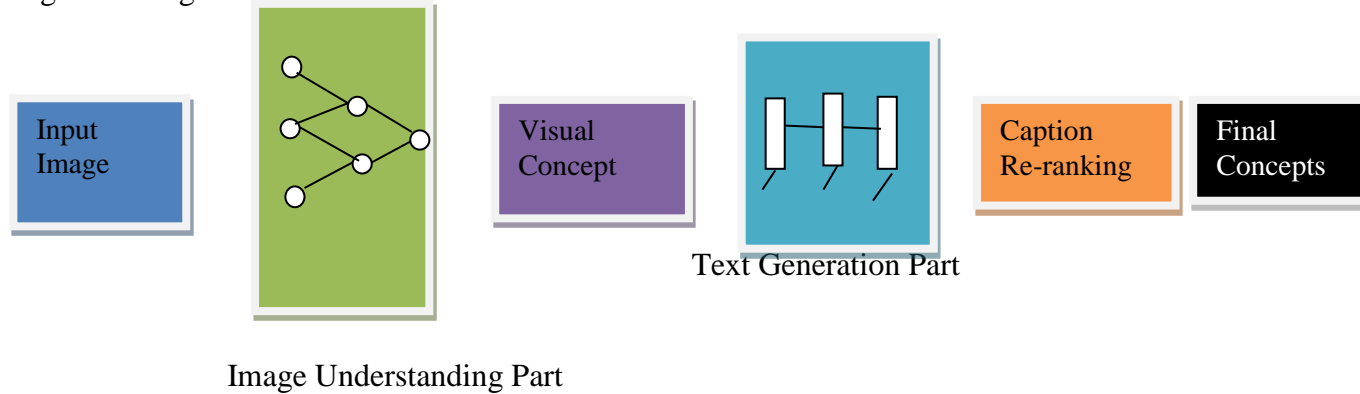 Input
Image
Visual
Concept
Caption
Re-ranking
Final
Concepts
Text Generation Part
Image Understanding Part